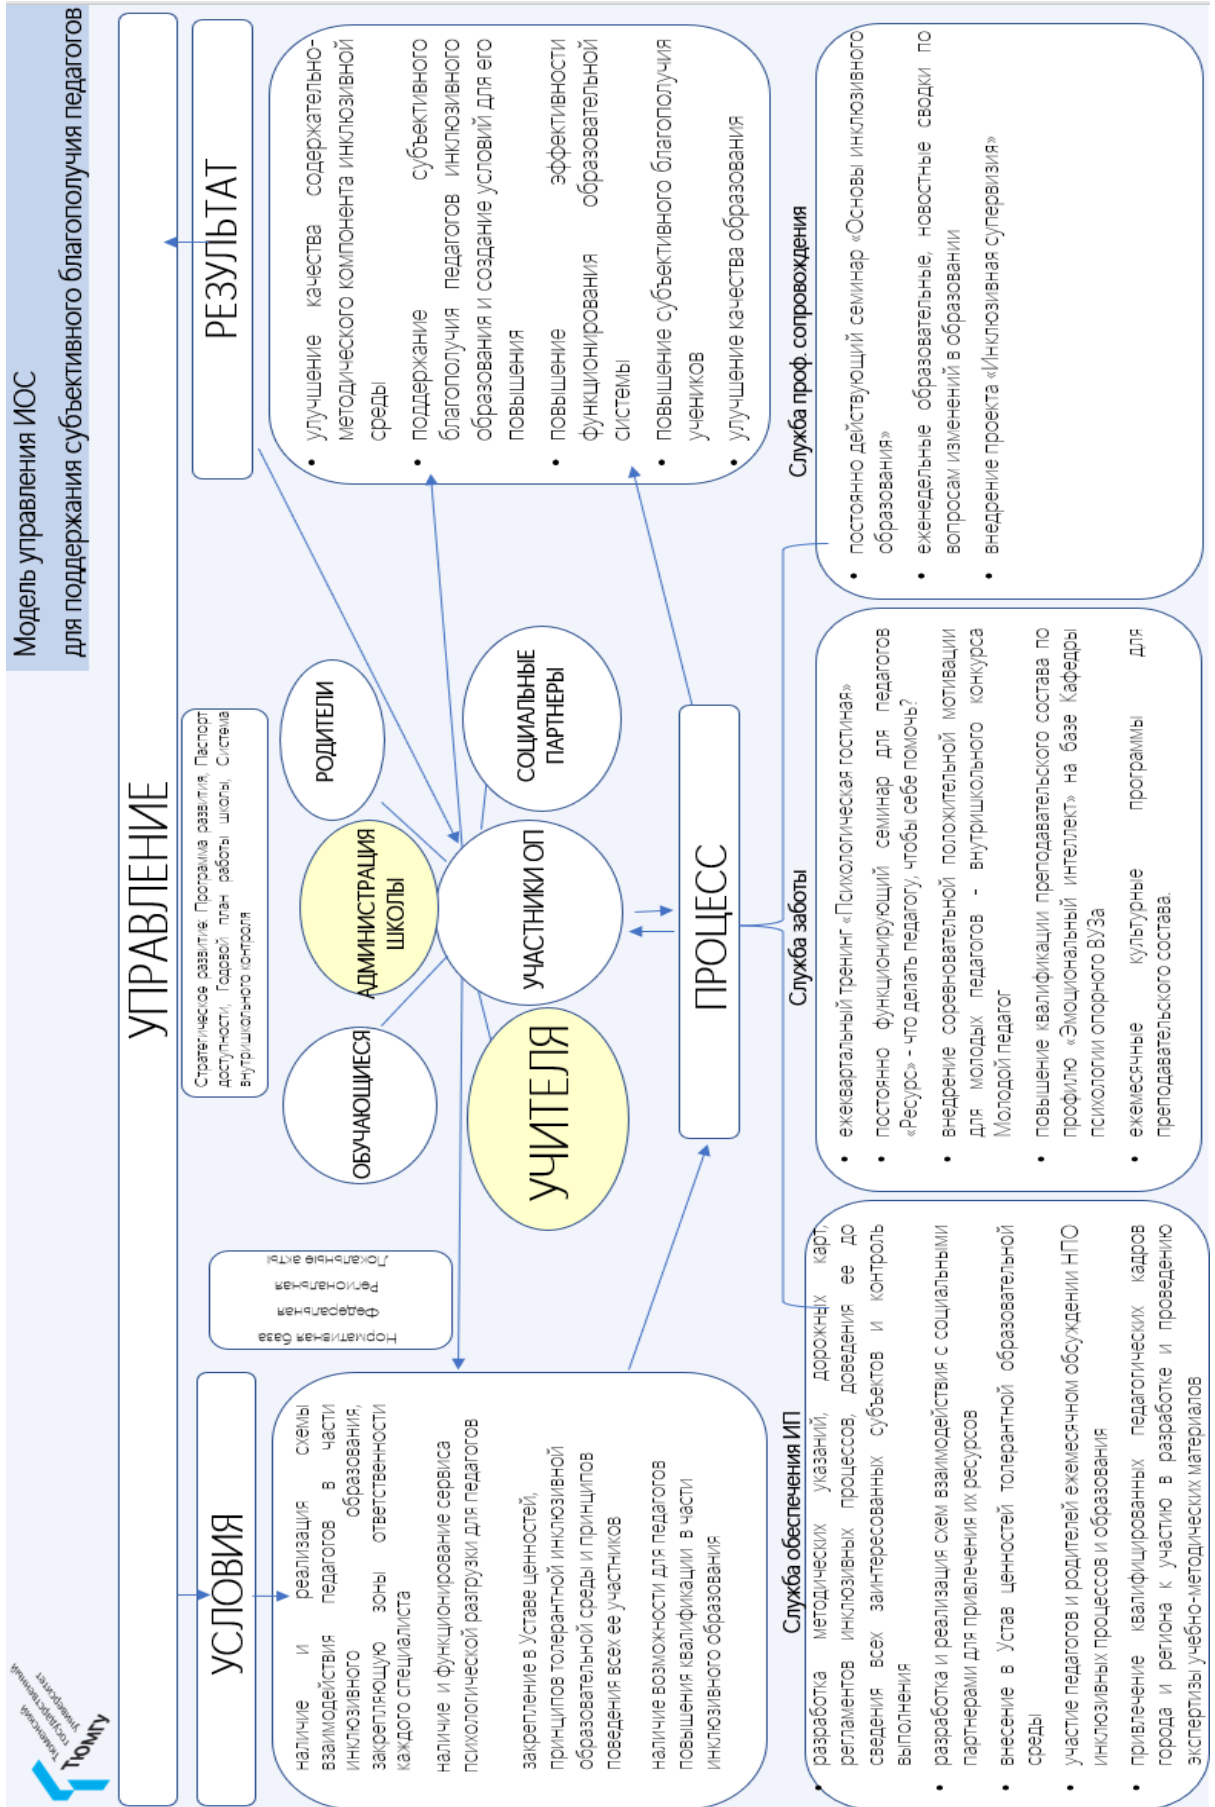 Тюменский
государственный
университет
ТЮМГУ
Модель управления ИОС
для поддержания субъективного благополучия педагогов
УПРАВЛЕНИЕ
Стратегическое развитие: Программа развития, Паспорт
доступности, Годовой план работы школы, Система
внутришкольного контроля
УСЛОВИЯ
наличие и реализация схемы
взаимодействия педагогов в части
инклюзивного образования,
закрепляющую зоны ответственности
каждого специалиста
наличие и функционирование сервиса
психологической разгрузки для педагогов
закрепление в Уставе ценностей,
принципов толерантной инклюзивной
образовательной среды и принципов
поведения всех ее участников
наличие возможности для педагогов
повышения квалификации в части
инклюзивного образования
Нормативная база
Федеральная
Региональная
Локальные акты
ОБУЧАЮЩИЕСЯ
АДМИНИСТРАЦИЯ
ШКОЛЫ
РОДИТЕЛИ
УЧИТЕЛЯ
УЧАСТНИКИ ОП
СОЦИАЛЬНЫЕ
ПАРТНЕРЫ
ПРОЦЕСС
РЕЗУЛЬТАТ
• улучшение качества содержательно-
методического компонента инклюзивной
среды
• поддержание субъективного
благополучия педагогов инклюзивного
образования и создание условий для его
повышения
• повышение эффективности
функционирования образовательной
системы
• повышение субъективного благополучия
учеников
• улучшение качества образования
Служба обеспечения ИП
• разработка методических указаний, дорожных карт,
регламентов инклюзивных процессов, доведения ее до
сведения всех заинтересованных субъектов и контроль
выполнения
• разработка и реализация схем взаимодействия с социальными
партнерами для привлечения их ресурсов
• внесение в Устав ценностей толерантной образовательной
среды
• участие педагогов и родителей ежемесячном обсуждении НПО
инклюзивных процессов и образования
• привлечение квалифицированных педагогических кадров
города и региона к участию в разработке и проведению
экспертизы учебно-методических материалов
Служба заботы
• ежеквартальный тренинг «Психологическая гостиная»
• постоянно функционирующий семинар для педагогов
«Ресурс» - что делать педагогу, чтобы себе помочь?
• внедрение соревновательной положительной мотивации
для молодых педагогов - внутришкольного конкурса
Молодой педагог
• повышение квалификации преподавательского состава по
профилю «Эмоциональный интеллект» на базе Кафедры
психологии опорного ВУЗа
• ежемесячные культурные программы для
преподавательского состава.
Служба проф. сопровождения
• постоянно действующий семинар «Основы инклюзивного
образования»
• еженедельные образовательные, новостные сводки по
вопросам изменений в образовании
• внедрение проекта «Инклюзивная супервизия»